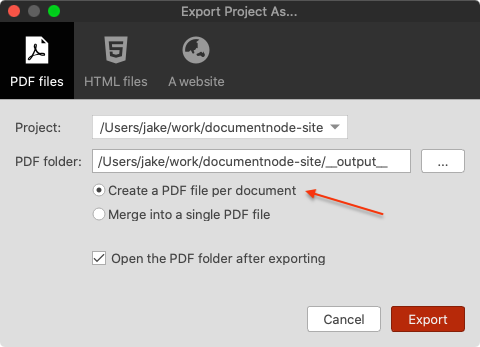 Export Project As...
PDF files HTML files A website
Project: /Users/jake/work/documentnode-site
PDF folder: /Users/jake/work/documentnode-site/__output__ ...
Create a PDF file per document
Merge into a single PDF file
Open the PDF folder after exporting
Cancel Export